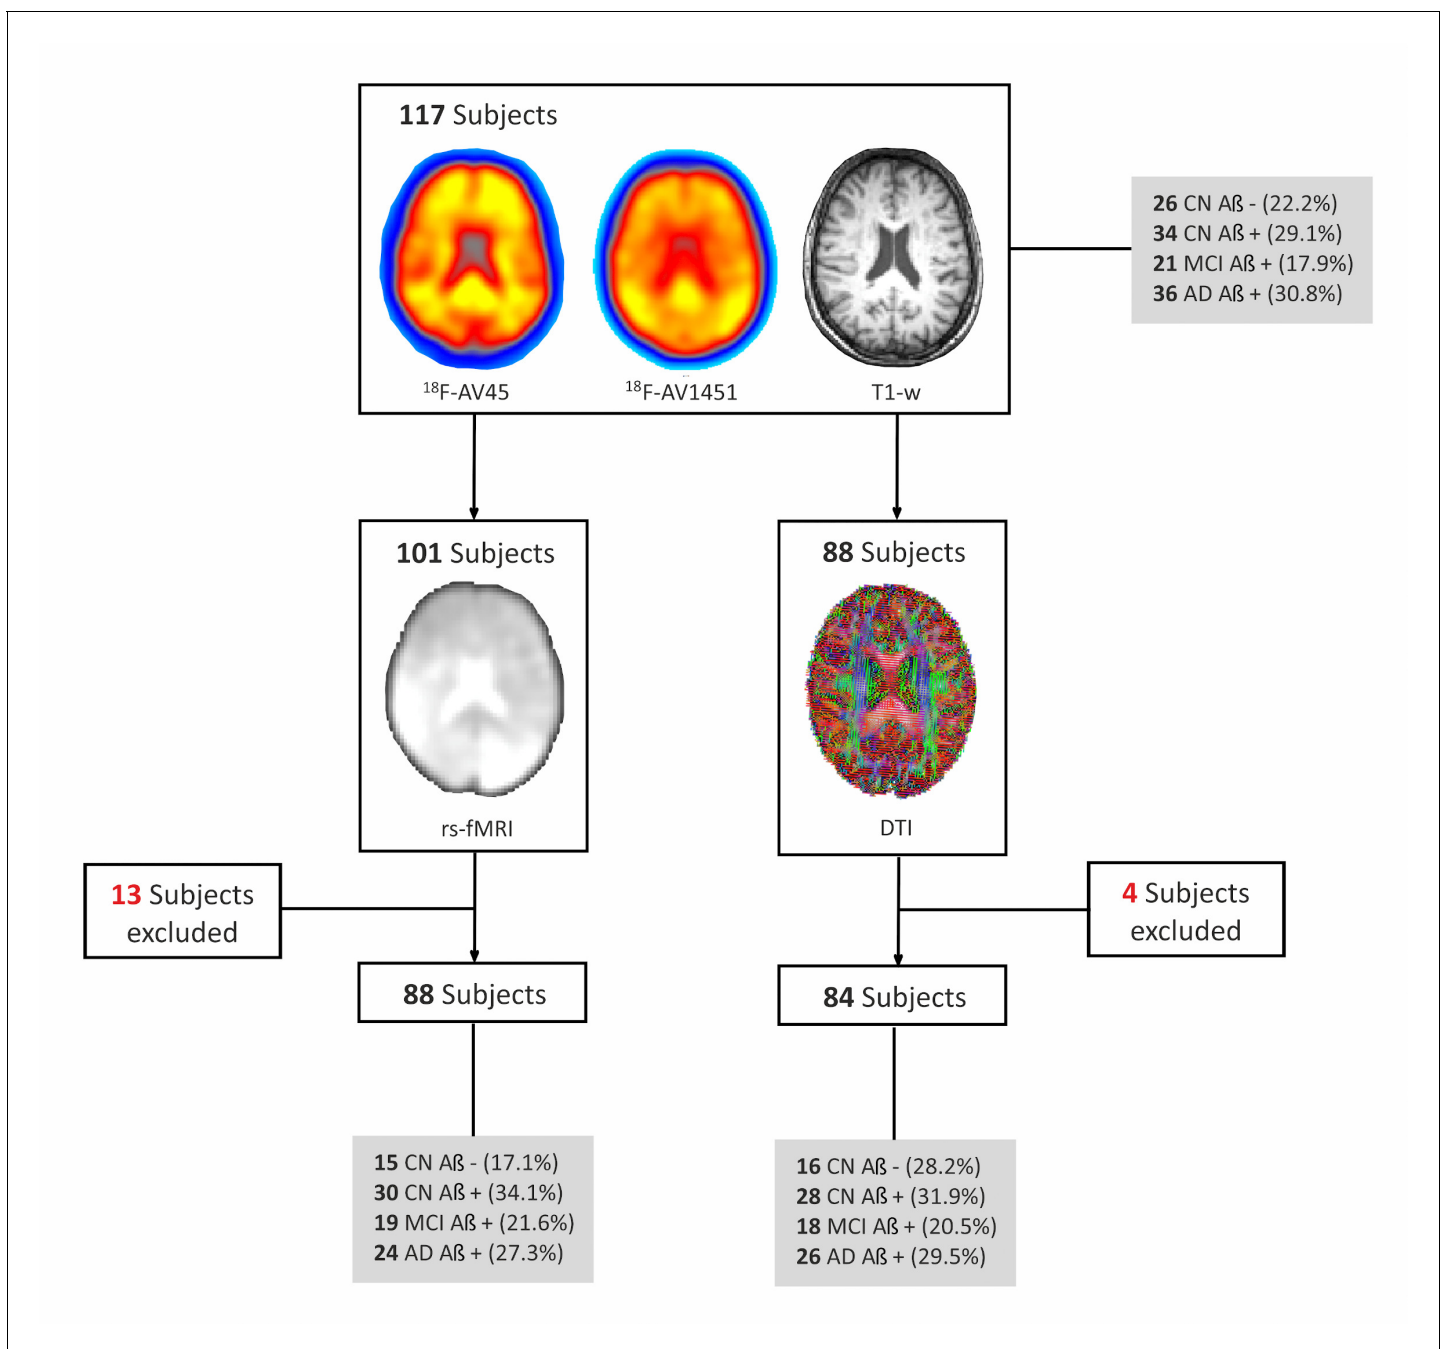 117 Subjects
18F-AV45
18F-AV1451
T1-w
26 CN Aß - (22.2%)
34 CN Aß + (29.1%)
21 MCI Aß + (17.9%)
36 AD Aß + (30.8%)
101 Subjects
rs-fMRI
88 Subjects
DTI
13 Subjects
excluded
4 Subjects
excluded
88 Subjects
84 Subjects
15 CN Aß - (17.1%)
30 CN Aß + (34.1%)
19 MCI Aß + (21.6%)
24 AD Aß + (27.3%)
16 CN Aß - (28.2%)
28 CN Aß + (31.9%)
18 MCI Aß + (20.5%)
26 AD Aß + (29.5%)